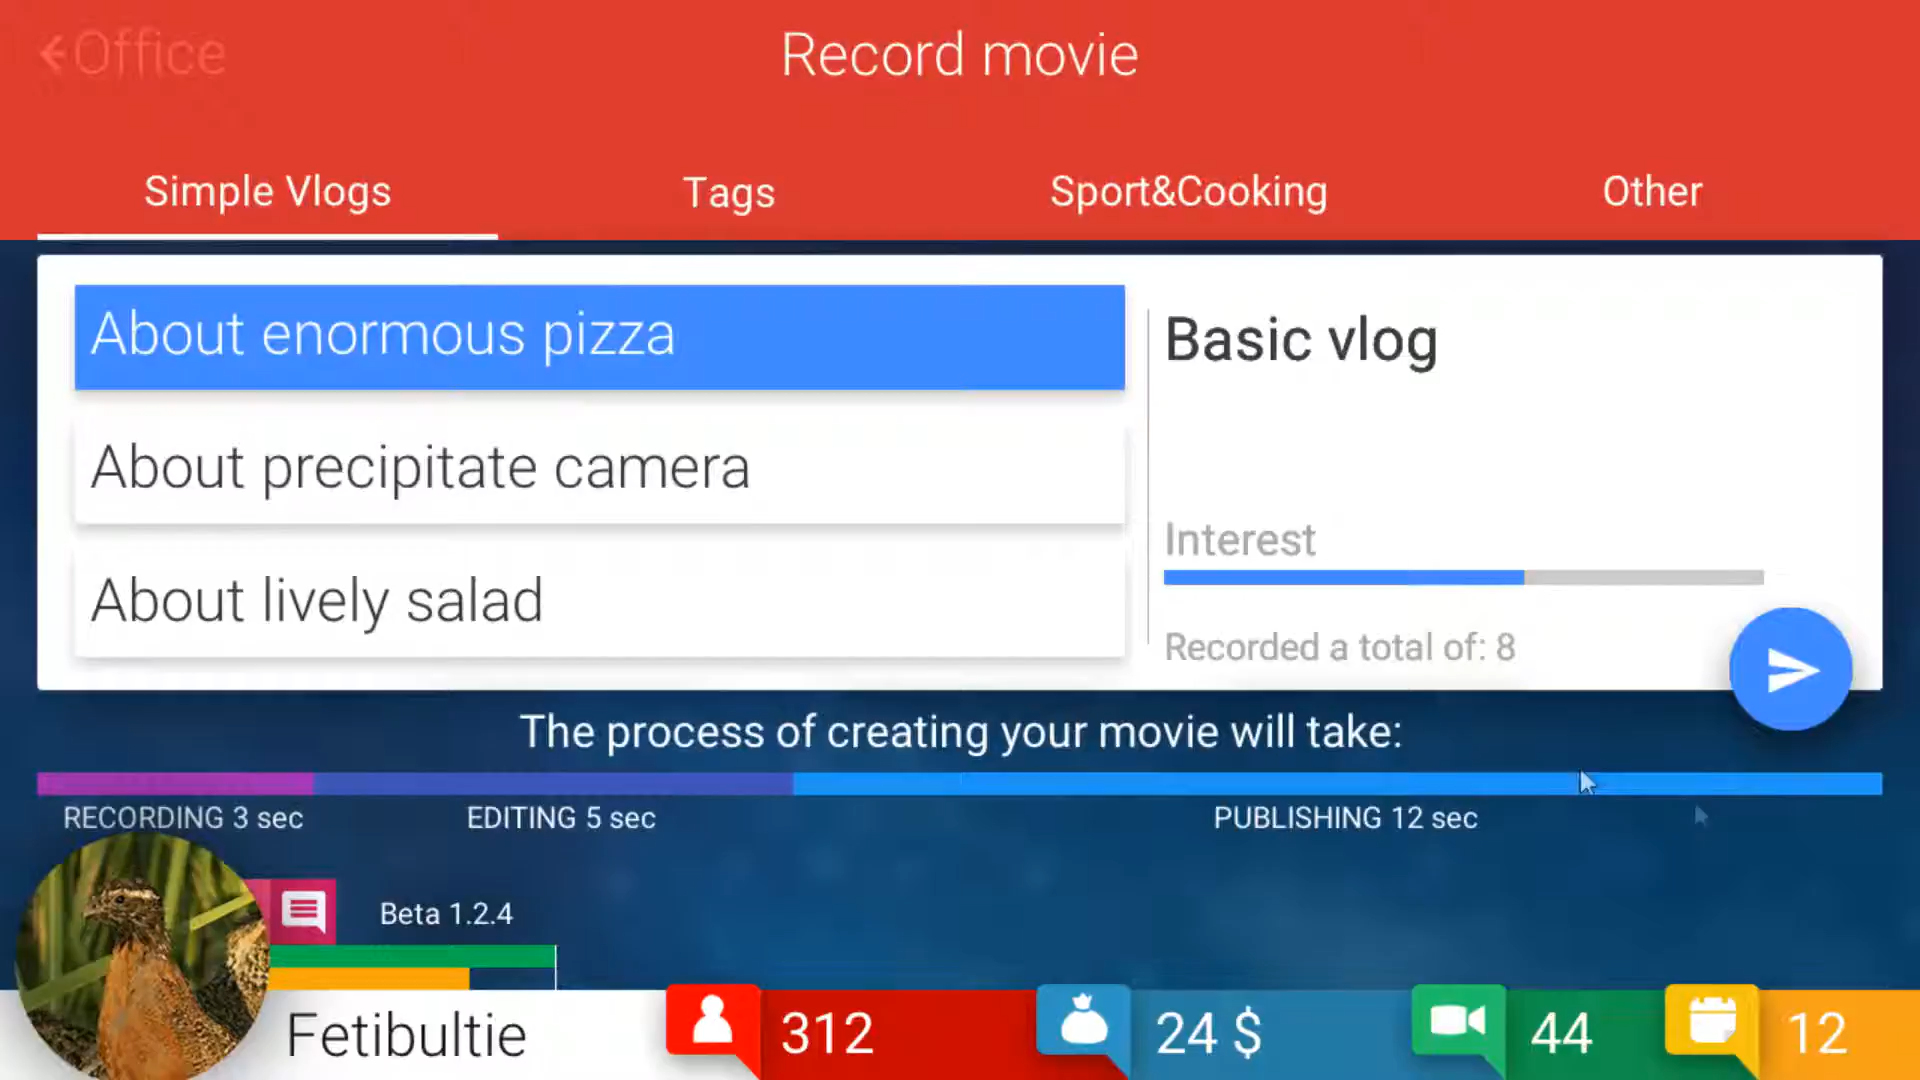 Office
Record movie
Simple Vlogs
Tags
Sport&Cooking
Other
About enormous pizza
About precipitate camera
About lively salad
Basic vlog
Interest
Recorded a total of: 8
The process of creating your movie will take:
RECORDING 3 sec
EDITING 5 sec
PUBLISHING 12 sec
Beta 1.2.4
Fetibultie
312
24 $
44
12